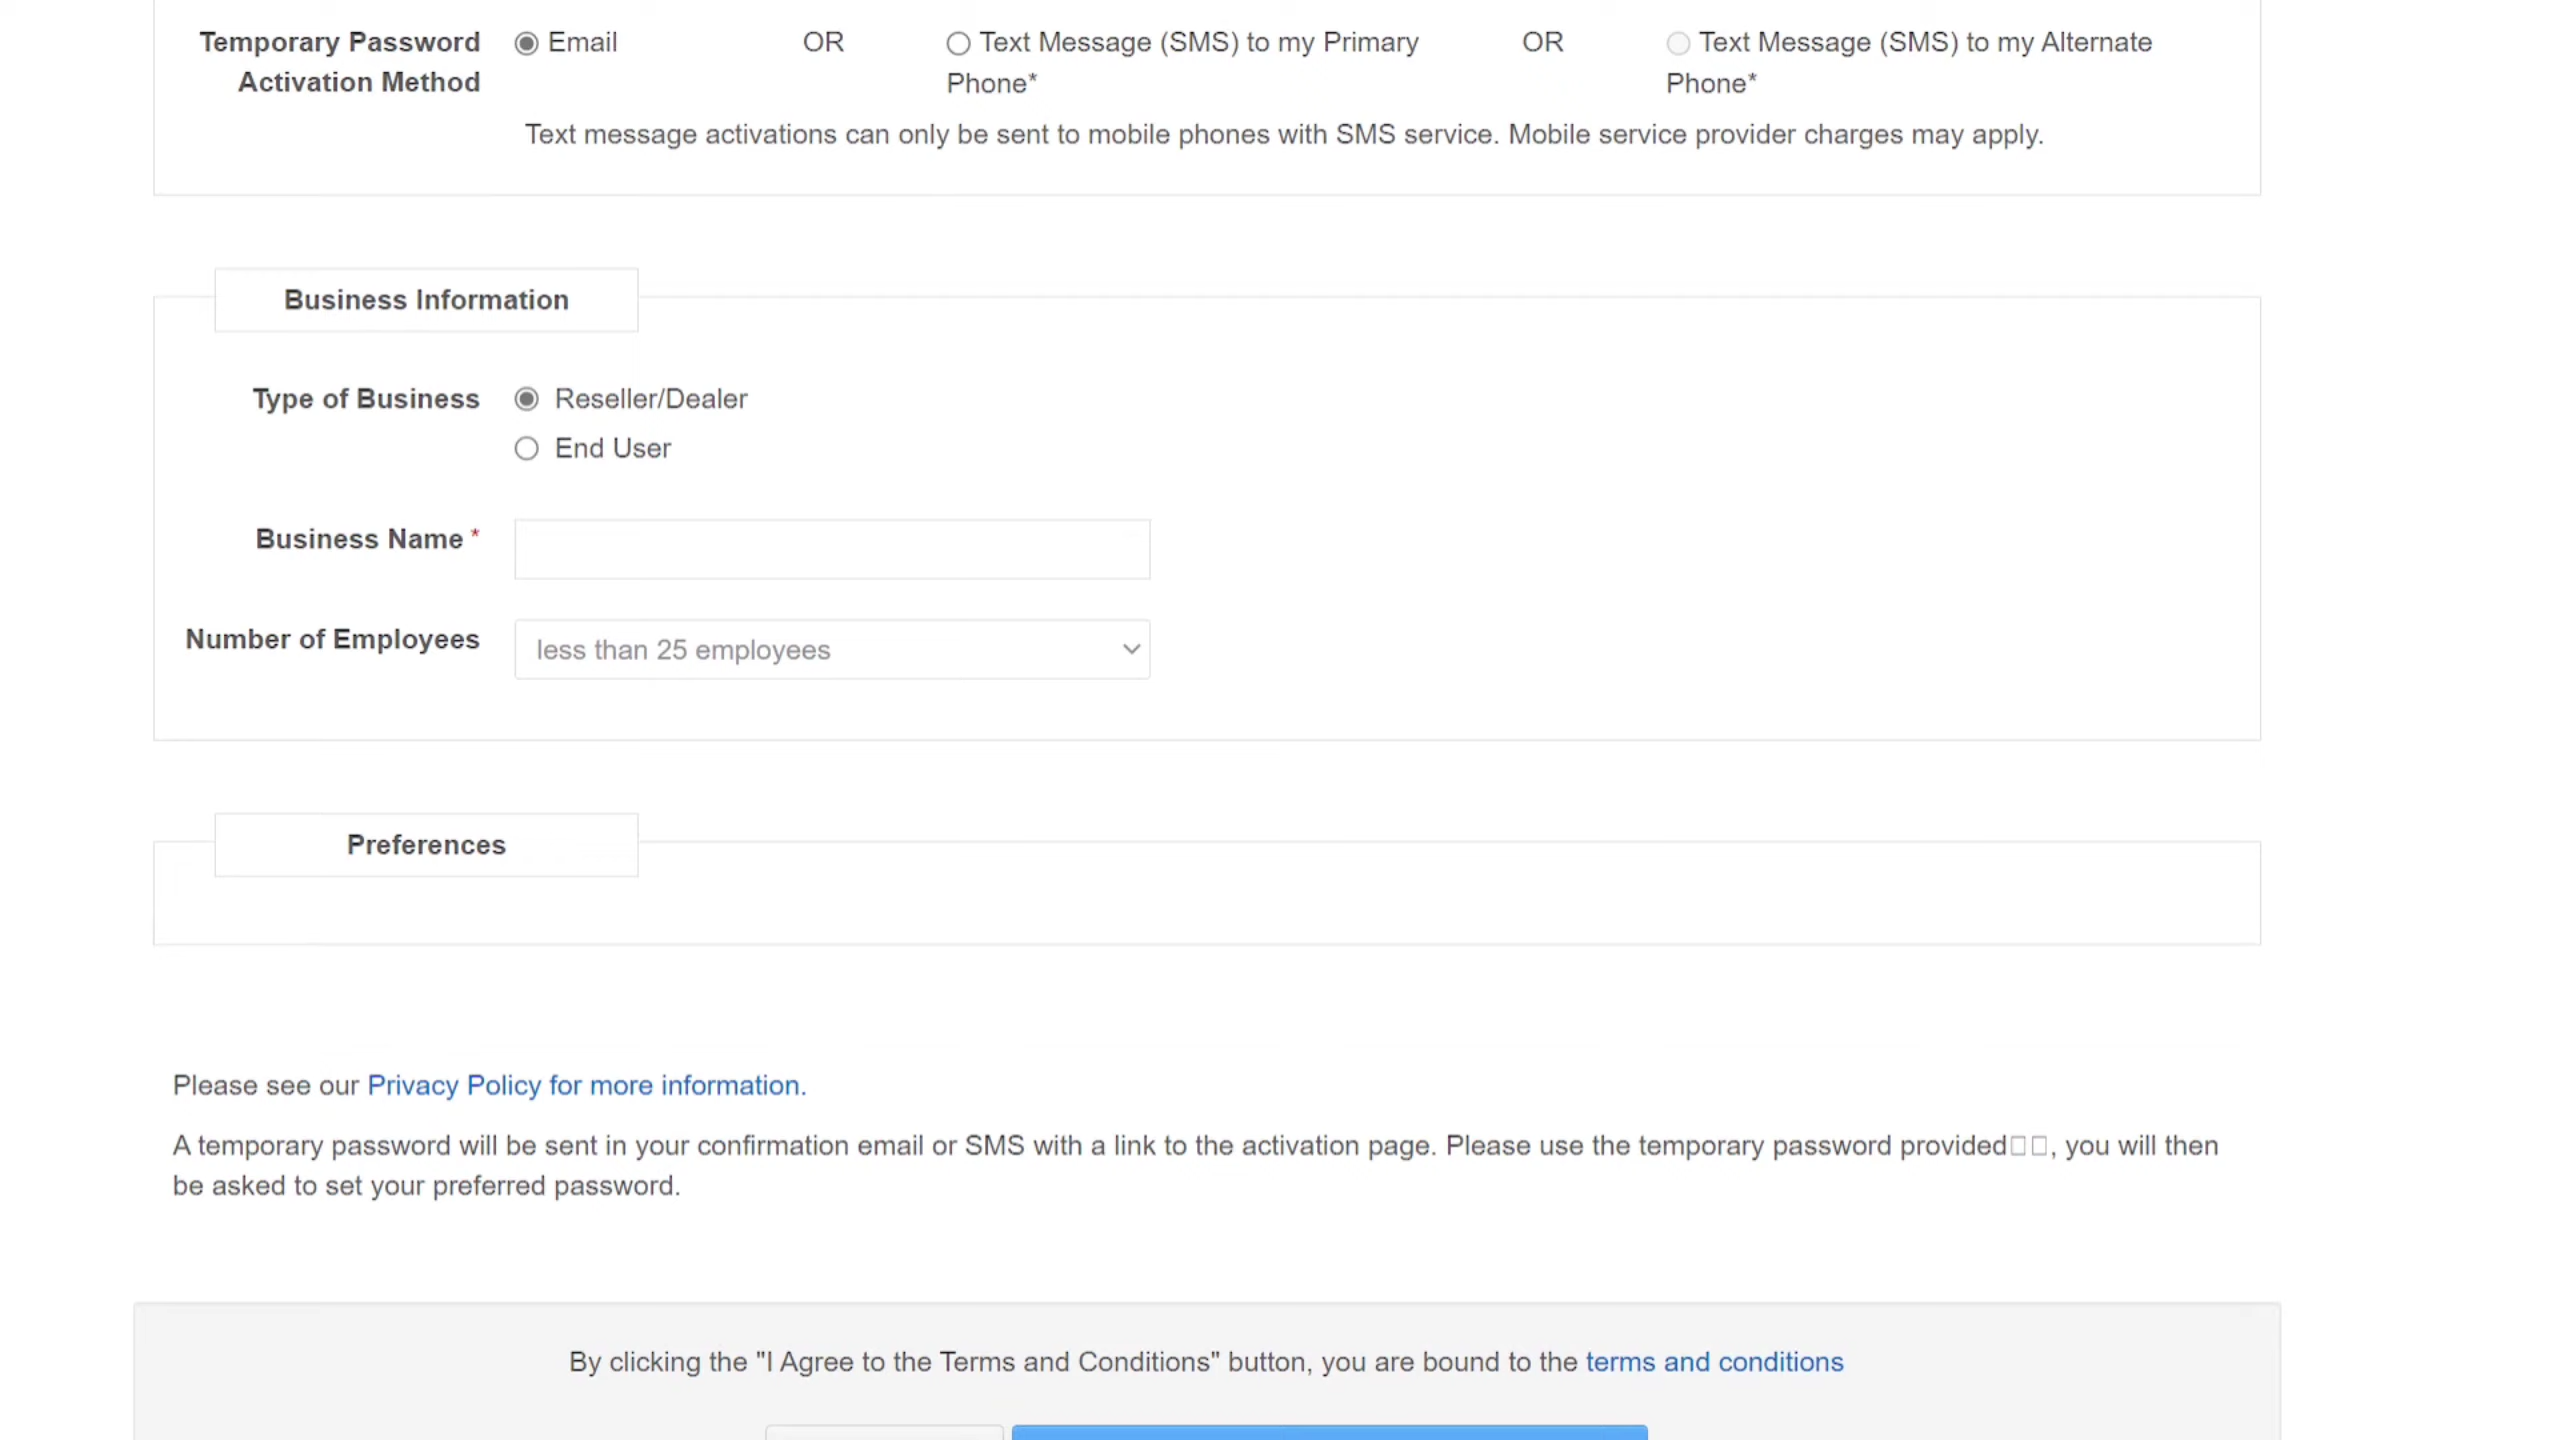 Temporary Password Activation Method
Email OR Text Message (SMS) to my Primary Phone* OR Text Message (SMS) to my Alternate Phone*
Text message activations can only be sent to mobile phones with SMS service. Mobile service provider charges may apply.
Business Information
Type of Business
Reseller/Dealer
End User
Business Name *
Number of Employees
less than 25 employees
Preferences
Please see our Privacy Policy for more information.
A temporary password will be sent in your confirmation email or SMS with a link to the activation page. Please use the temporary password provided□□, you will then
be asked to set your preferred password.
By clicking the "I Agree to the Terms and Conditions" button, you are bound to the terms and conditions